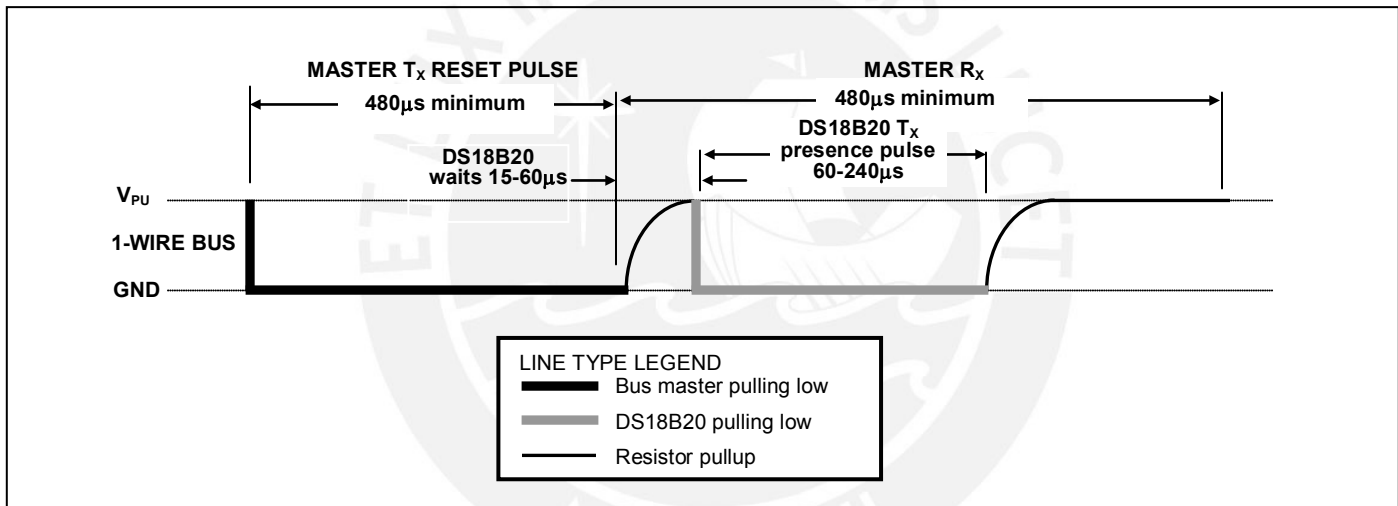 MASTER TX RESET PULSE
480μs minimum
MASTER RX
480μs minimum
DS18B20 TX
presence pulse
60-240μs
DS18B20
waits 15-60μs
VPU
1-WIRE BUS
GND
LINE TYPE LEGEND
Bus master pulling low
DS18B20 pulling low
Resistor pullup